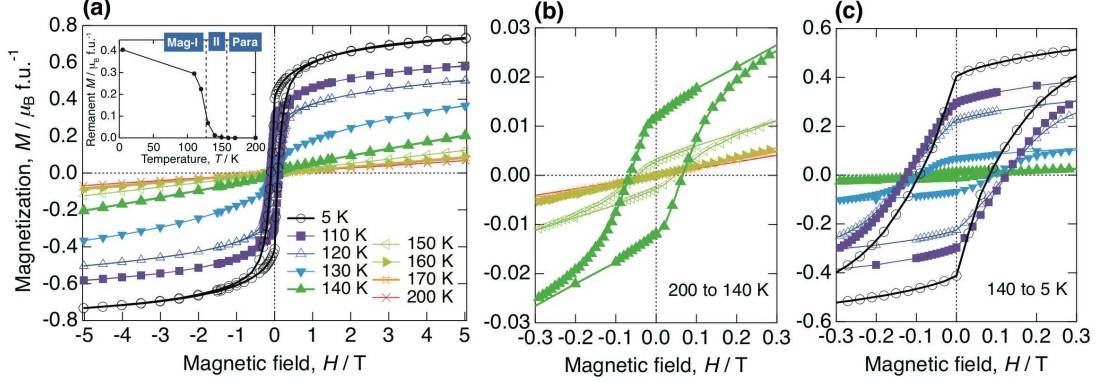 (a)
Magnetization, M / μB f.u.-1
0.8
0.6
0.4
0.2
0.0
-0.2
-0.4
-0.6
-0.8
-5 -4 -3 -2 -1 0 1 2 3 4 5
Magnetic field, H / T
Mag-I II Para
Remanent M / μB f.u.-1
0.4
0.3
0.2
0.1
0.0
0 50 100 150 200
Temperature, T / K
5 K
110 K
120 K
130 K
140 K
150 K
160 K
170 K
200 K
(b)
0.03
0.02
0.01
0.00
-0.01
-0.02
-0.03
200 to 140 K
-0.3 -0.2 -0.1 0.0 0.1 0.2 0.3
Magnetic field, H / T
(c)
0.6
0.4
0.2
0.0
-0.2
-0.4
-0.6
140 to 5 K
-0.3 -0.2 -0.1 0.0 0.1 0.2 0.3
Magnetic field, H / T